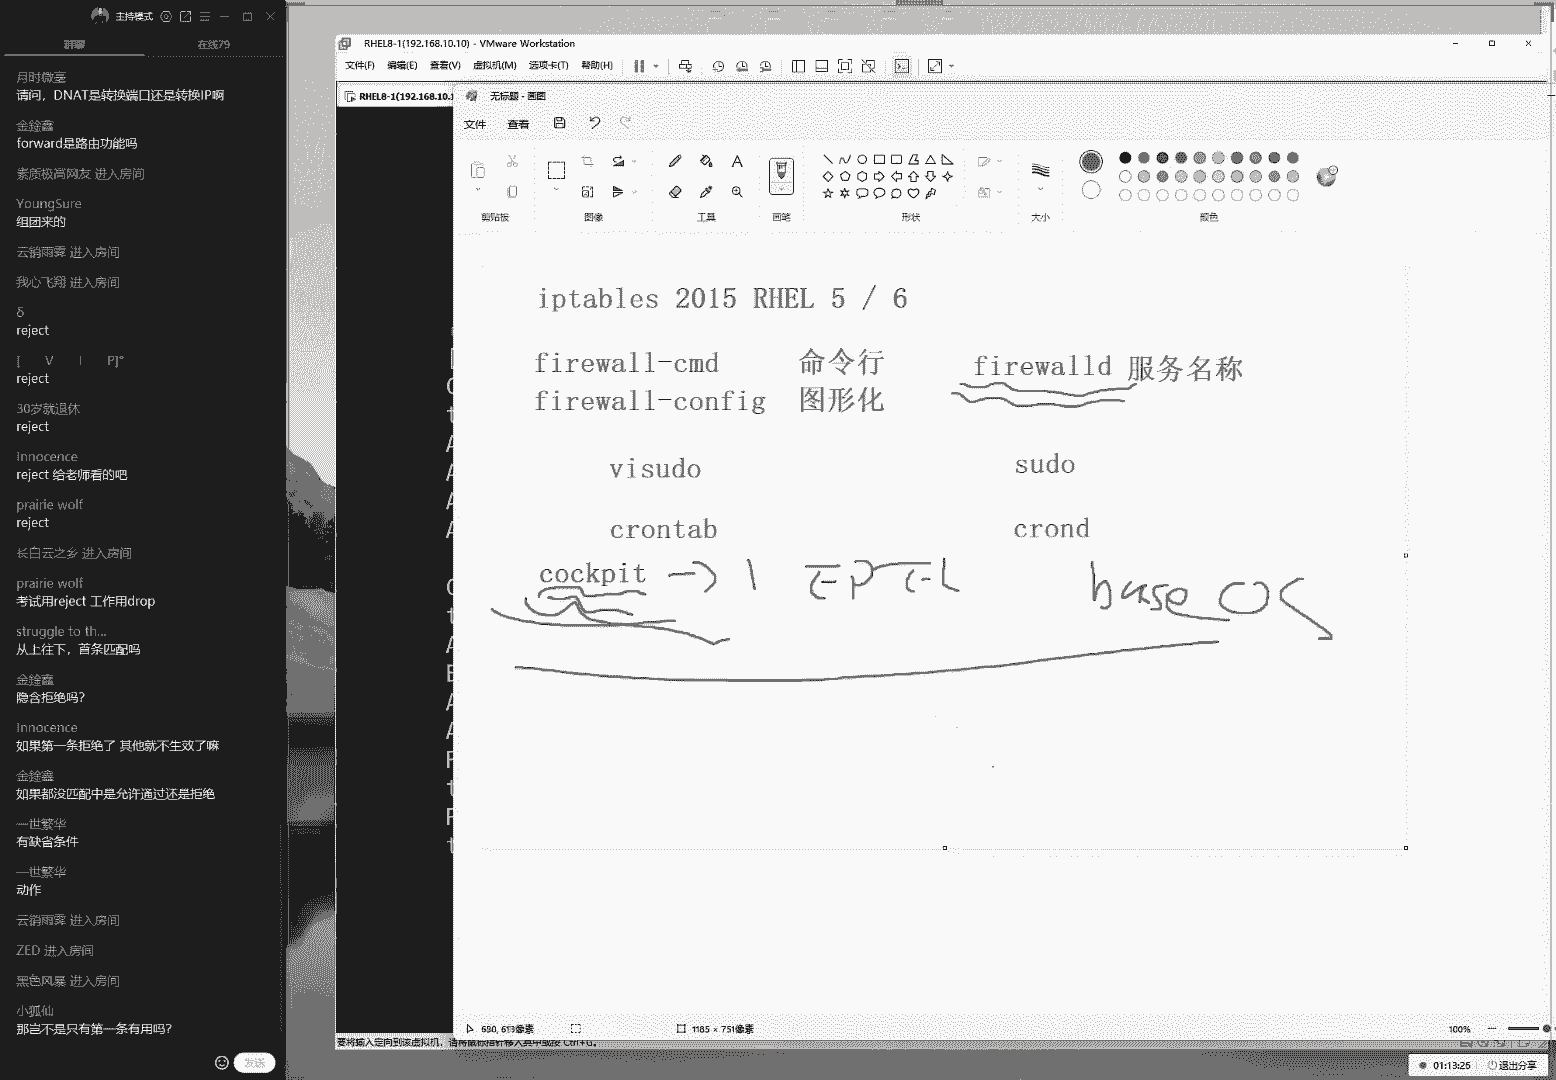 主持模式
群聊
在线79
月时微亳
请问，DNAT是转换端口还是转换IP啊
金銓鑫
forward是路由功能吗
素质极高网友 进入房间
YoungSure
组团来的
云销雨霁 进入房间
我心飞翔 进入房间
δ
reject
[ V I P]°
reject
30岁就退休
reject
Innocence
reject 给老师看的吧
prairie wolf
reject
长白云之乡 进入房间
prairie wolf
考试用reject 工作用drop
struggle to th...
从上往下，首条匹配吗
金銓鑫
隐含拒绝吗?
Innocence
如果第一条拒绝了 其他就不生效了嘛
金銓鑫
如果都没匹配中是允许通过还是拒绝
一世繁华
有缺省条件
一世繁华
动作
云销雨霁 进入房间
ZED 进入房间
黑色风暴 进入房间
小狐仙
那岂不是只有第一条有用吗?
发送
RHEL8-1(192.168.10.10) - VMware Workstation
文件(F) 编辑(E) 查看(V) 虚拟机(M) 选项卡(T) 帮助(H)
RHEL8-1(192.168.10.1
无标题 - 画图
文件 查看
剪贴板 图像 工具 画笔 形状 大小 颜色
iptables 2015 RHEL 5 / 6
firewall-cmd 命令行 firewalld 服务名称
firewall-config 图形化
visudo sudo
crontab crond
cockpit
base
680, 613像素 1185 × 751像素 100%
要将输入定向到该虚拟机，请将鼠标指针移入其中或按 Ctrl+G。
01:13:25 退出分享